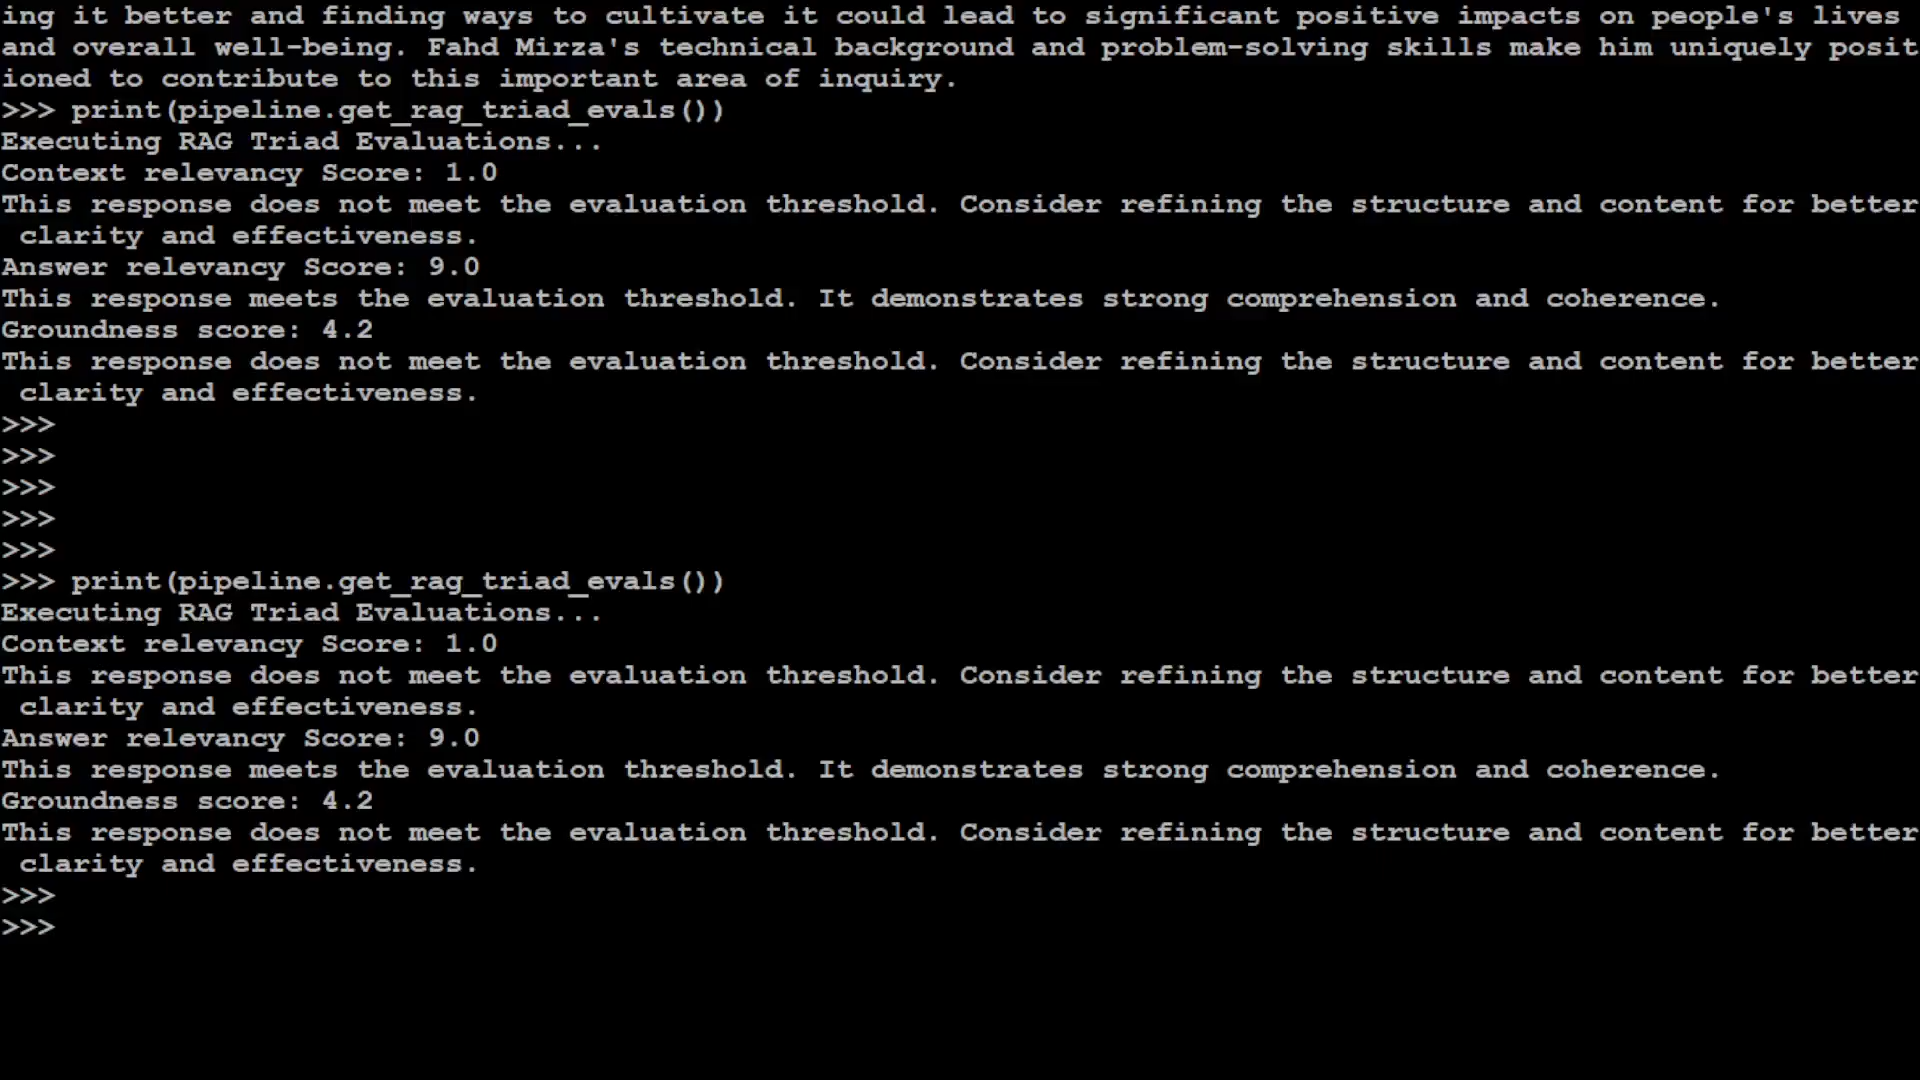 ing it better and finding ways to cultivate it could lead to significant positive impacts on people's lives
and overall well-being. Fahd Mirza's technical background and problem-solving skills make him uniquely posit
ioned to contribute to this important area of inquiry.
>>> print(pipeline.get_rag_triad_evals())
Executing RAG Triad Evaluations...
Context relevancy Score: 1.0
This response does not meet the evaluation threshold. Consider refining the structure and content for better
 clarity and effectiveness.
Answer relevancy Score: 9.0
This response meets the evaluation threshold. It demonstrates strong comprehension and coherence.
Groundness score: 4.2
This response does not meet the evaluation threshold. Consider refining the structure and content for better
 clarity and effectiveness.
>>>
>>>
>>>
>>>
>>>
>>> print(pipeline.get_rag_triad_evals())
Executing RAG Triad Evaluations...
Context relevancy Score: 1.0
This response does not meet the evaluation threshold. Consider refining the structure and content for better
 clarity and effectiveness.
Answer relevancy Score: 9.0
This response meets the evaluation threshold. It demonstrates strong comprehension and coherence.
Groundness score: 4.2
This response does not meet the evaluation threshold. Consider refining the structure and content for better
 clarity and effectiveness.
>>>
>>>